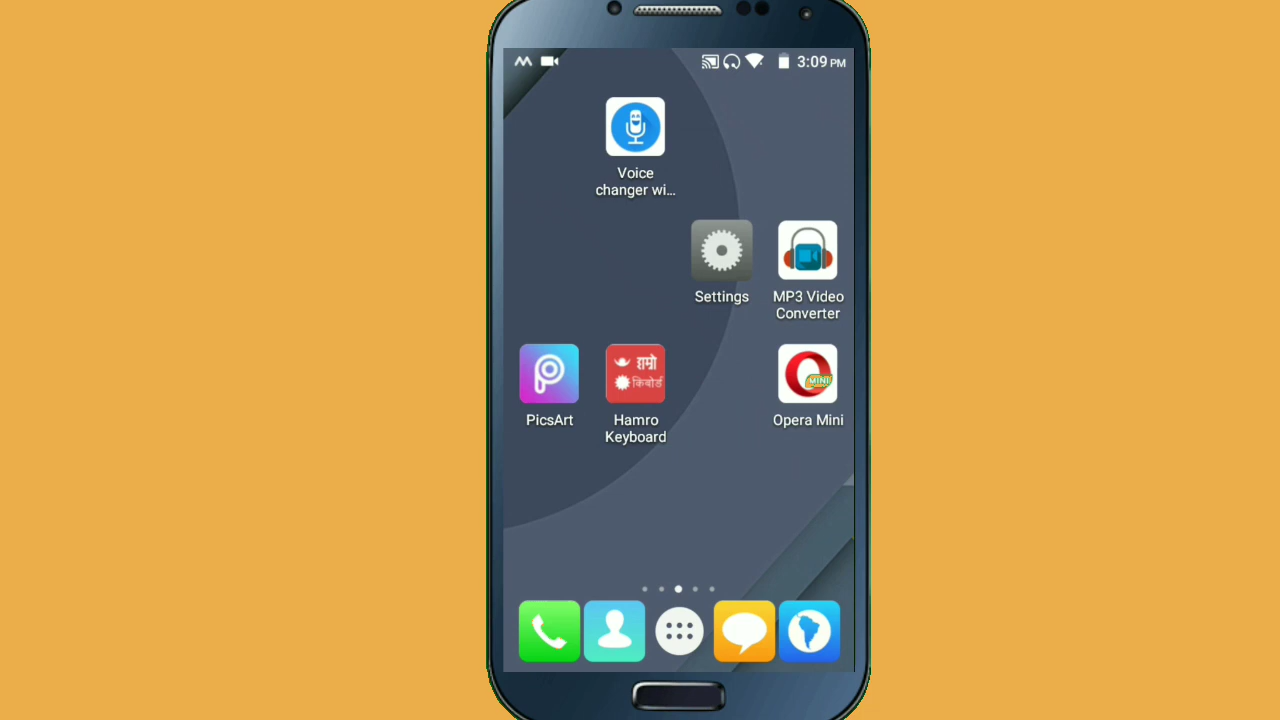 3:09 PM
Voice
changer wi...
Settings
MP3 Video
Converter
हाम्रो
किबोर्ड
MINI
PicsArt
Hamro
Keyboard
Opera Mini